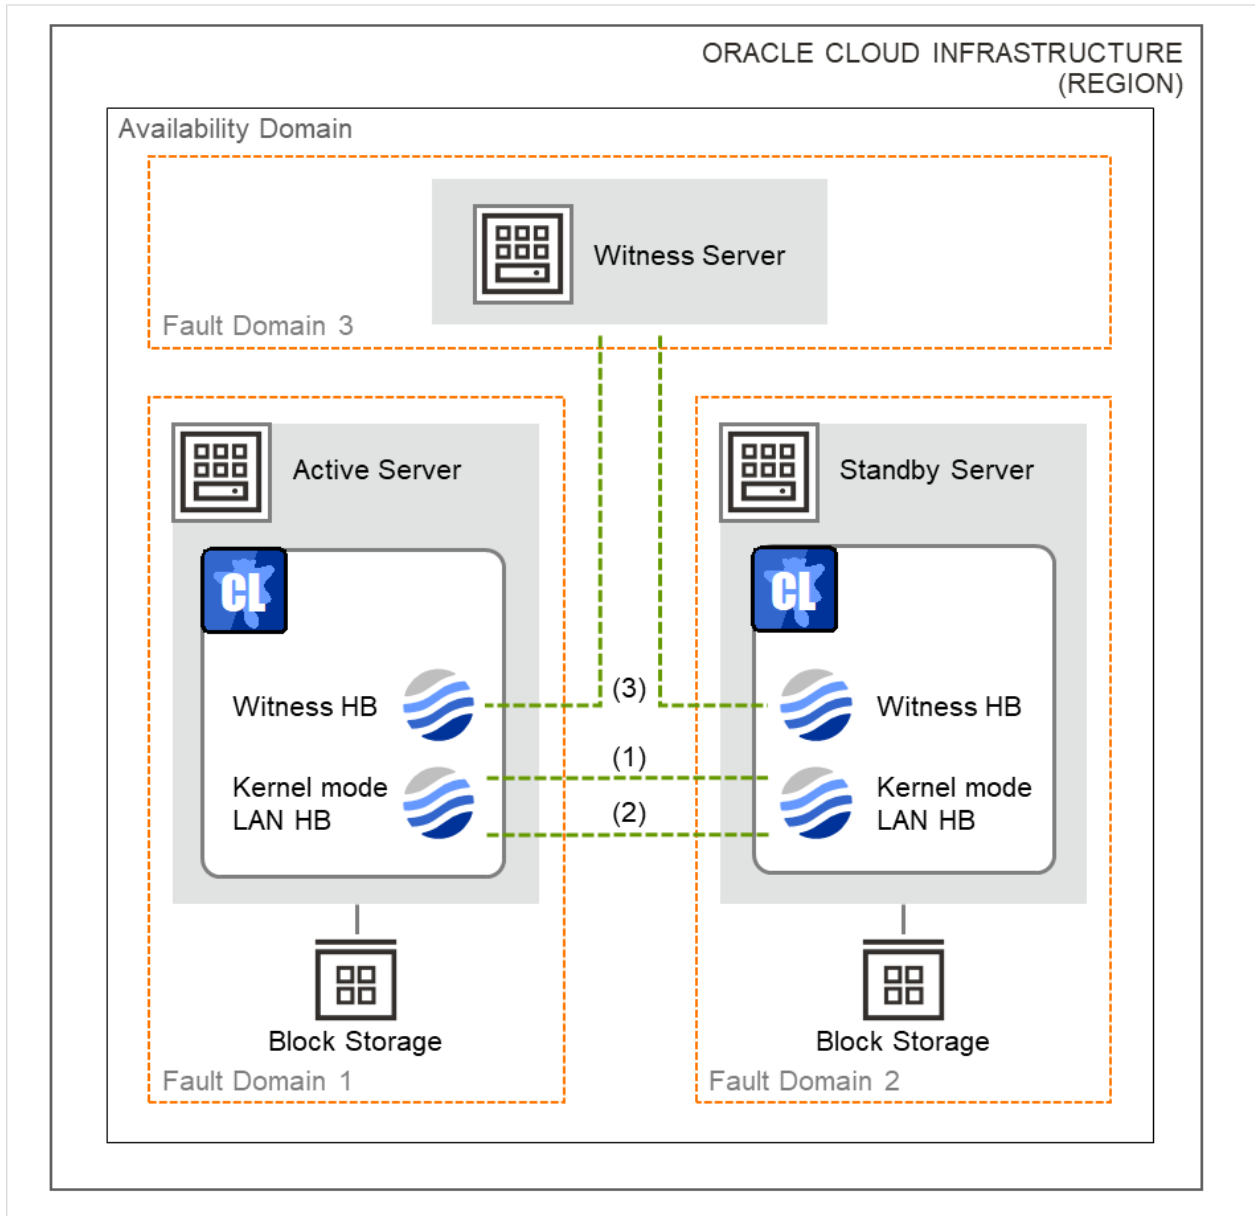 ORACLE CLOUD INFRASTRUCTURE
(REGION)
Availability Domain
Witness Server
Fault Domain 3
Active Server
Standby Server
CL
CL
(3)
Witness HB
Witness HB
(1)
Kernel mode
LAN HB
(2)
Kernel mode
LAN HB
Block Storage
Block Storage
Fault Domain 1
Fault Domain 2